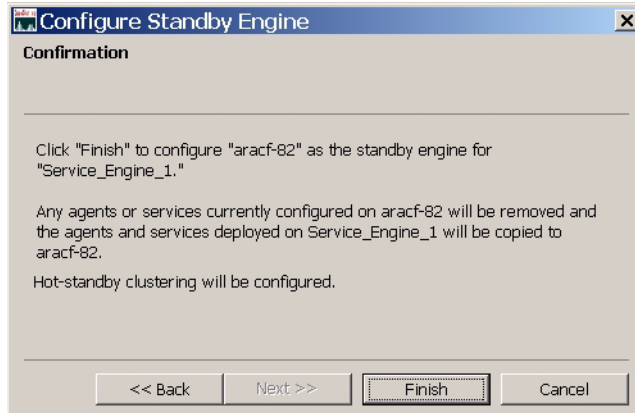 Configure Standby Engine
Confirmation
Click "Finish" to configure "aracf-82" as the standby engine for
"Service_Engine_1."
Any agents or services currently configured on aracf-82 will be removed and
the agents and services deployed on Service_Engine_1 will be copied to
aracf-82.
Hot-standby clustering will be configured.
<< Back
Next >>
Finish
Cancel